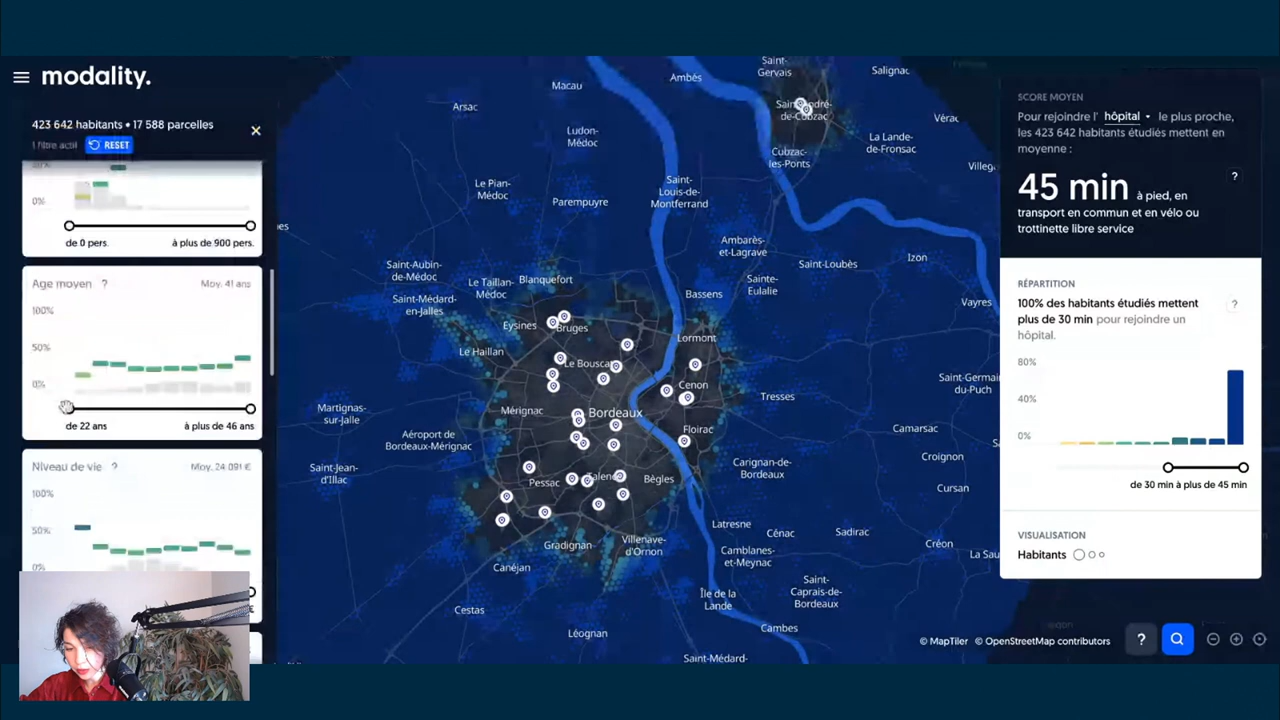 modality.
423 642 habitants • 17 588 parcelles
1 filtre actif
RESET
0%
de 0 pers.
à plus de 900 pers.
Age moyen ?
Moy. 41 ans
100%
50%
0%
de 22 ans
à plus de 46 ans
Niveau de vie ?
Moy. 24 091 €
100%
50%
0%
€
Macau
Ambès
Saint-
Gervais
Salignac
Arsac
Ludon-
Médoc
Saint-André-
de-Cubzac
La Lande-
de-Fronsac
Cubzac-
les-Ponts
Le Pian-
Médoc
Parempuyre
Saint-
Louis-de-
Montferrand
nes
Ambarès-
et-Lagrave
Saint-Loubès
Izon
Saint-Aubin-
de-Médoc
Le Taillan-
Médoc
Blanquefort
Sainte-
Eulalie
Saint-Médard-
en-Jalles
Bassens
Vayres
Eysines
Bruges
Lormont
Le Haillan
Le Bouscat
Cenon
Saint-Germain-
du-Puch
Martignas-
sur-Jalle
Mérignac
Bordeaux
Tresses
Aéroport de
Bordeaux-Mérignac
Floirac
Camarsac
Croignon
Saint-Jean-
d'Illac
Pessac
Talence
Bègles
Carignan-de-
Bordeaux
Cursan
Latresne
Cénac
Sadirac
Créon
La Sau
Gradignan
Villenave-
d'Ornon
Camblanes-
et-Meynac
Canéjan
Île de la
Lande
Saint-
Caprais-de-
Bordeaux
Cestas
Léognan
Cambes
Saint-Médard-
SCORE MOYEN
Pour rejoindre l' hôpital le plus proche,
les 423 642 habitants étudiés mettent en
moyenne :
45 min à pied, en
transport en commun et en vélo ou
trottinette libre service
?
RÉPARTITION
100% des habitants étudiés mettent
plus de 30 min pour rejoindre un
hôpital.
?
80%
40%
0%
de 30 min à plus de 45 min
VISUALISATION
Habitants
© MapTiler © OpenStreetMap contributors
?